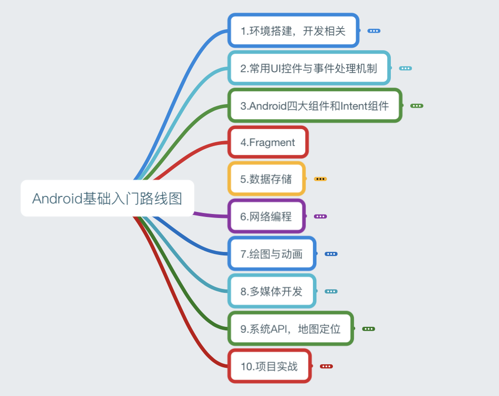 Android基础入门路线图
1.环境搭建，开发相关
2.常用UI控件与事件处理机制
3.Android四大组件和Intent组件
4.Fragment
5.数据存储
6.网络编程
7.绘图与动画
8.多媒体开发
9.系统API，地图定位
10.项目实战